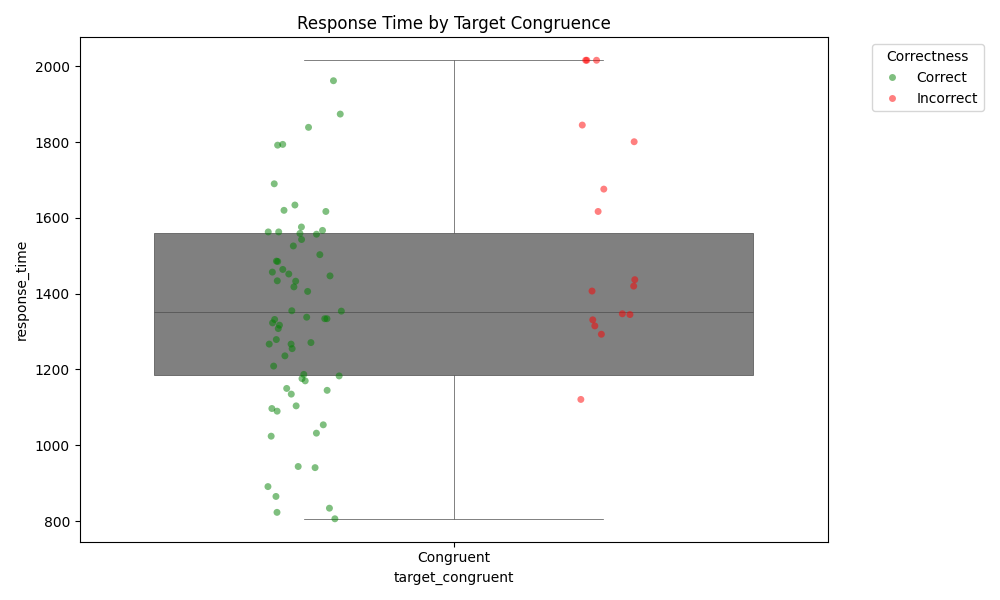 Response Time by Target Congruence
Correctness
Correct
Incorrect
response_time
2000
1800
1600
1400
1200
1000
800
Congruent
target_congruent